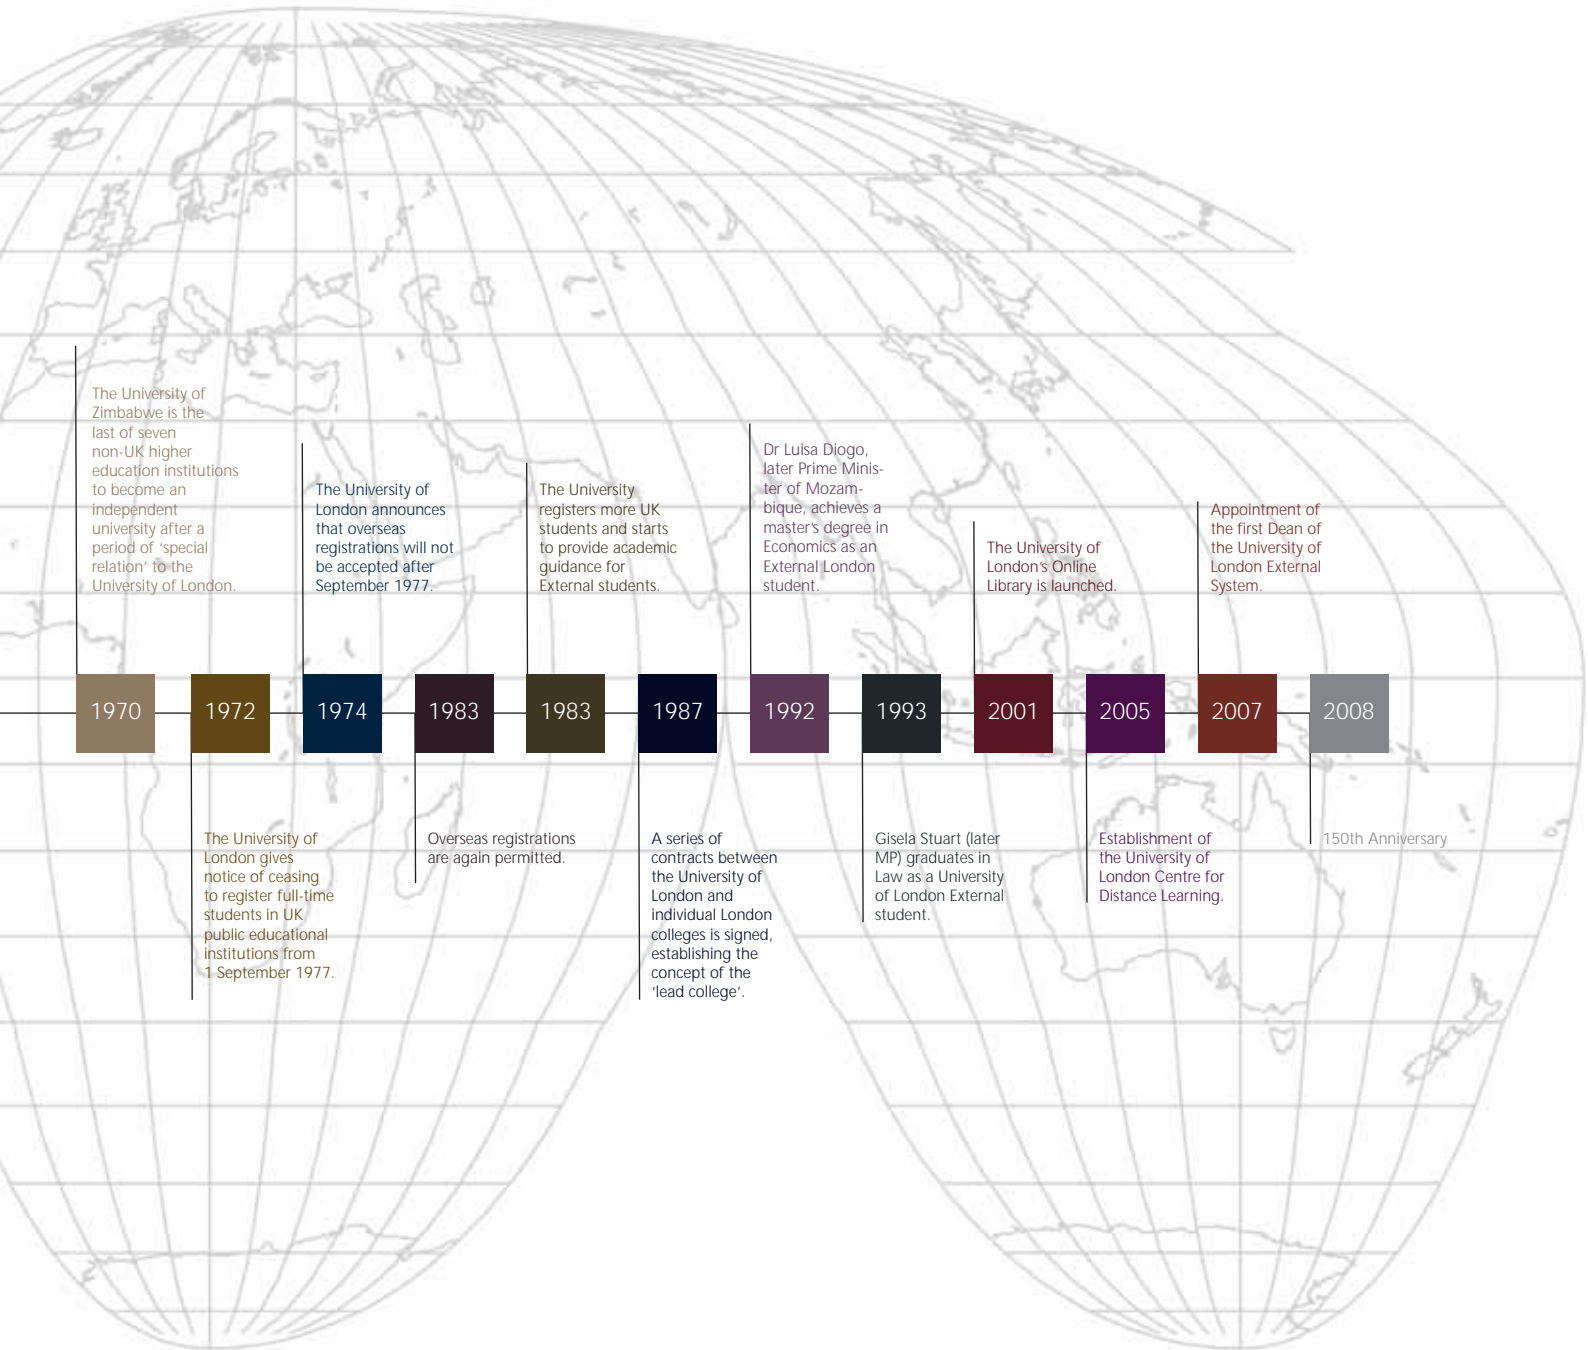 The University of
Zimbabwe is the
last of seven
non-UK higher
education institutions
to become an
independent
university after a
period of ‘special
relation’ to the
University of London.
The University of
London announces
that overseas
registrations will not
be accepted after
September 1977.
The University
registers more UK
students and starts
to provide academic
guidance for
External students.
Dr Luisa Diogo,
later Prime Minis-
ter of Mozam-
bique, achieves a
master’s degree in
Economics as an
External London
student.
The University of
London’s Online
Library is launched.
Appointment of
the first Dean of
the University of
London External
System.
1970
1972
1974
1983
1983
1987
1992
1993
2001
2005
2007
2008
The University of
London gives
notice of ceasing
to register full-time
students in UK
public educational
institutions from
1 September 1977.
Overseas registrations
are again permitted.
A series of
contracts between
the University of
London and
individual London
colleges is signed,
establishing the
concept of the
‘lead college’.
Gisela Stuart (later
MP) graduates in
Law as a University
of London External
student.
Establishment of
the University of
London Centre for
Distance Learning.
150th Anniversary